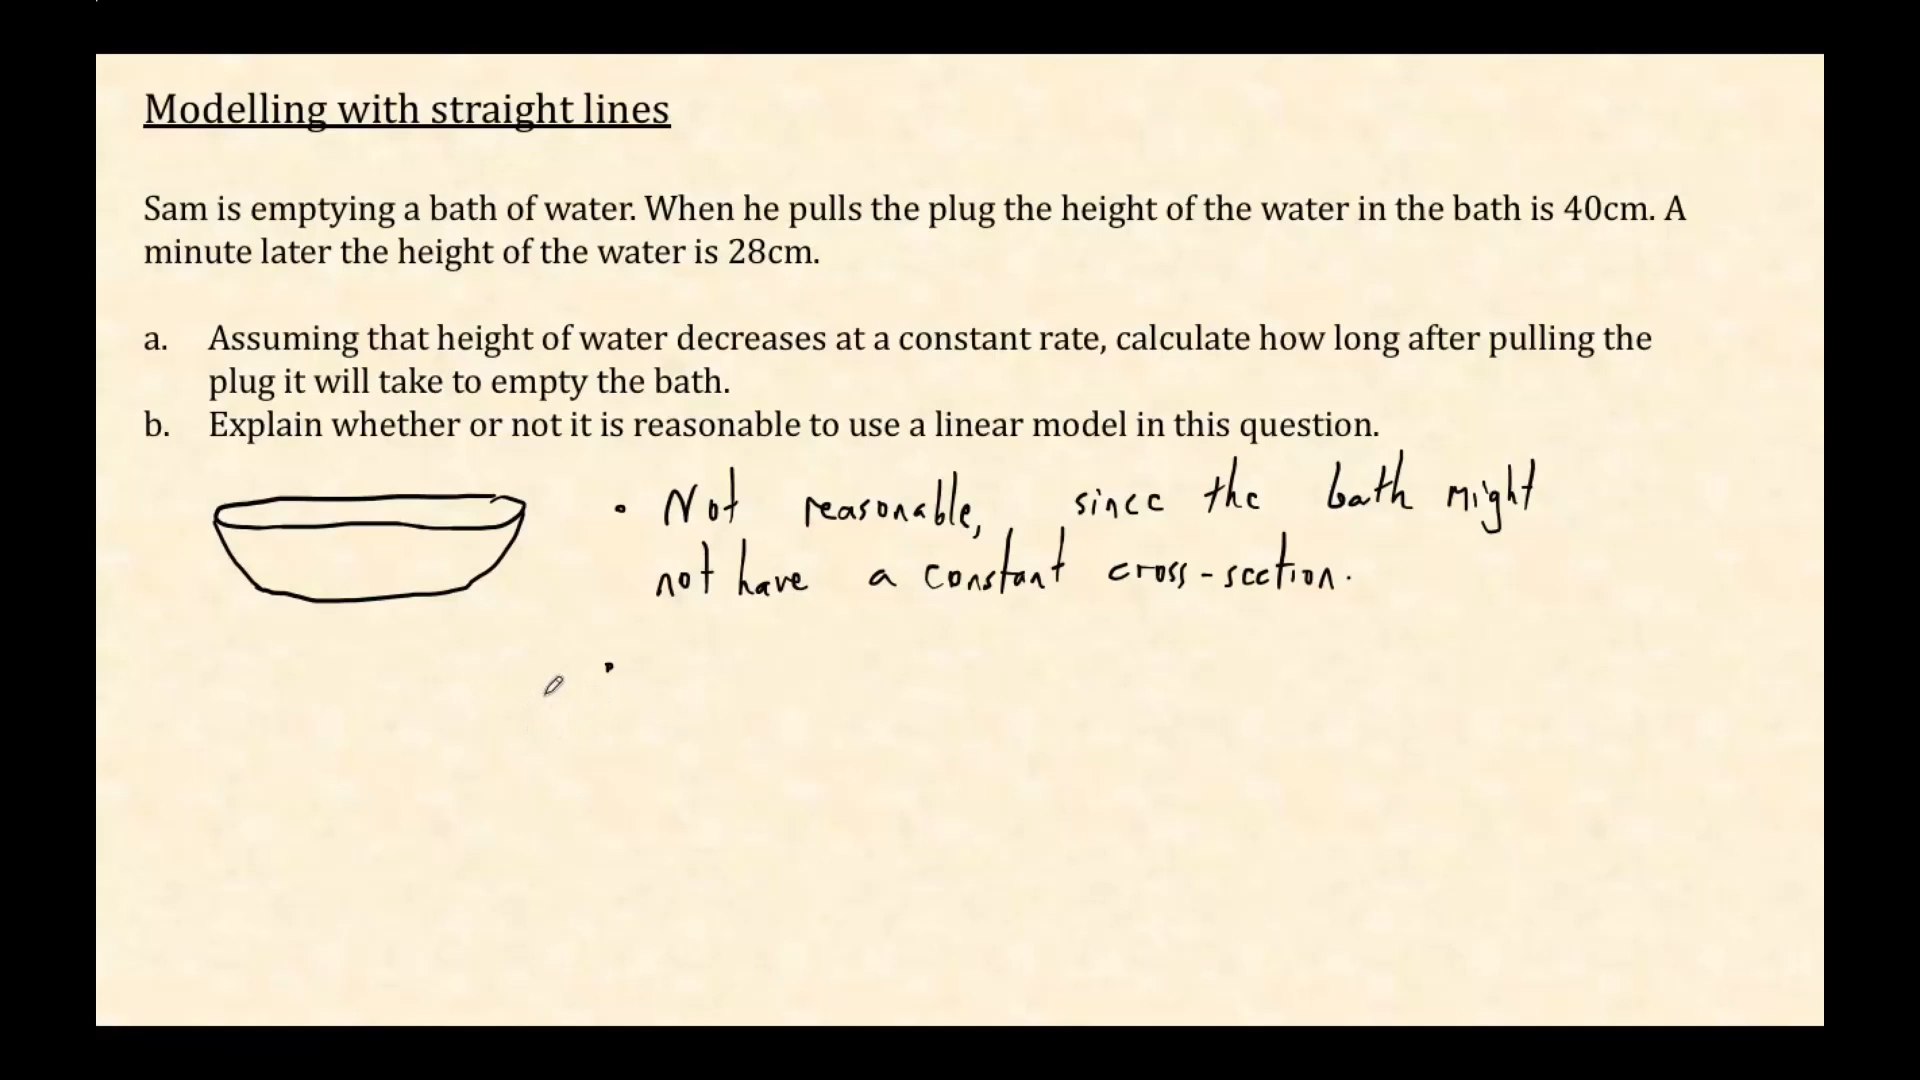 Modelling with straight lines
Sam is emptying a bath of water. When he pulls the plug the height of the water in the bath is 40cm. A
minute later the height of the water is 28cm.
a. Assuming that height of water decreases at a constant rate, calculate how long after pulling the
plug it will take to empty the bath.
b. Explain whether or not it is reasonable to use a linear model in this question.
• Not reasonable, since the bath might
not have a constant cross-section.
•